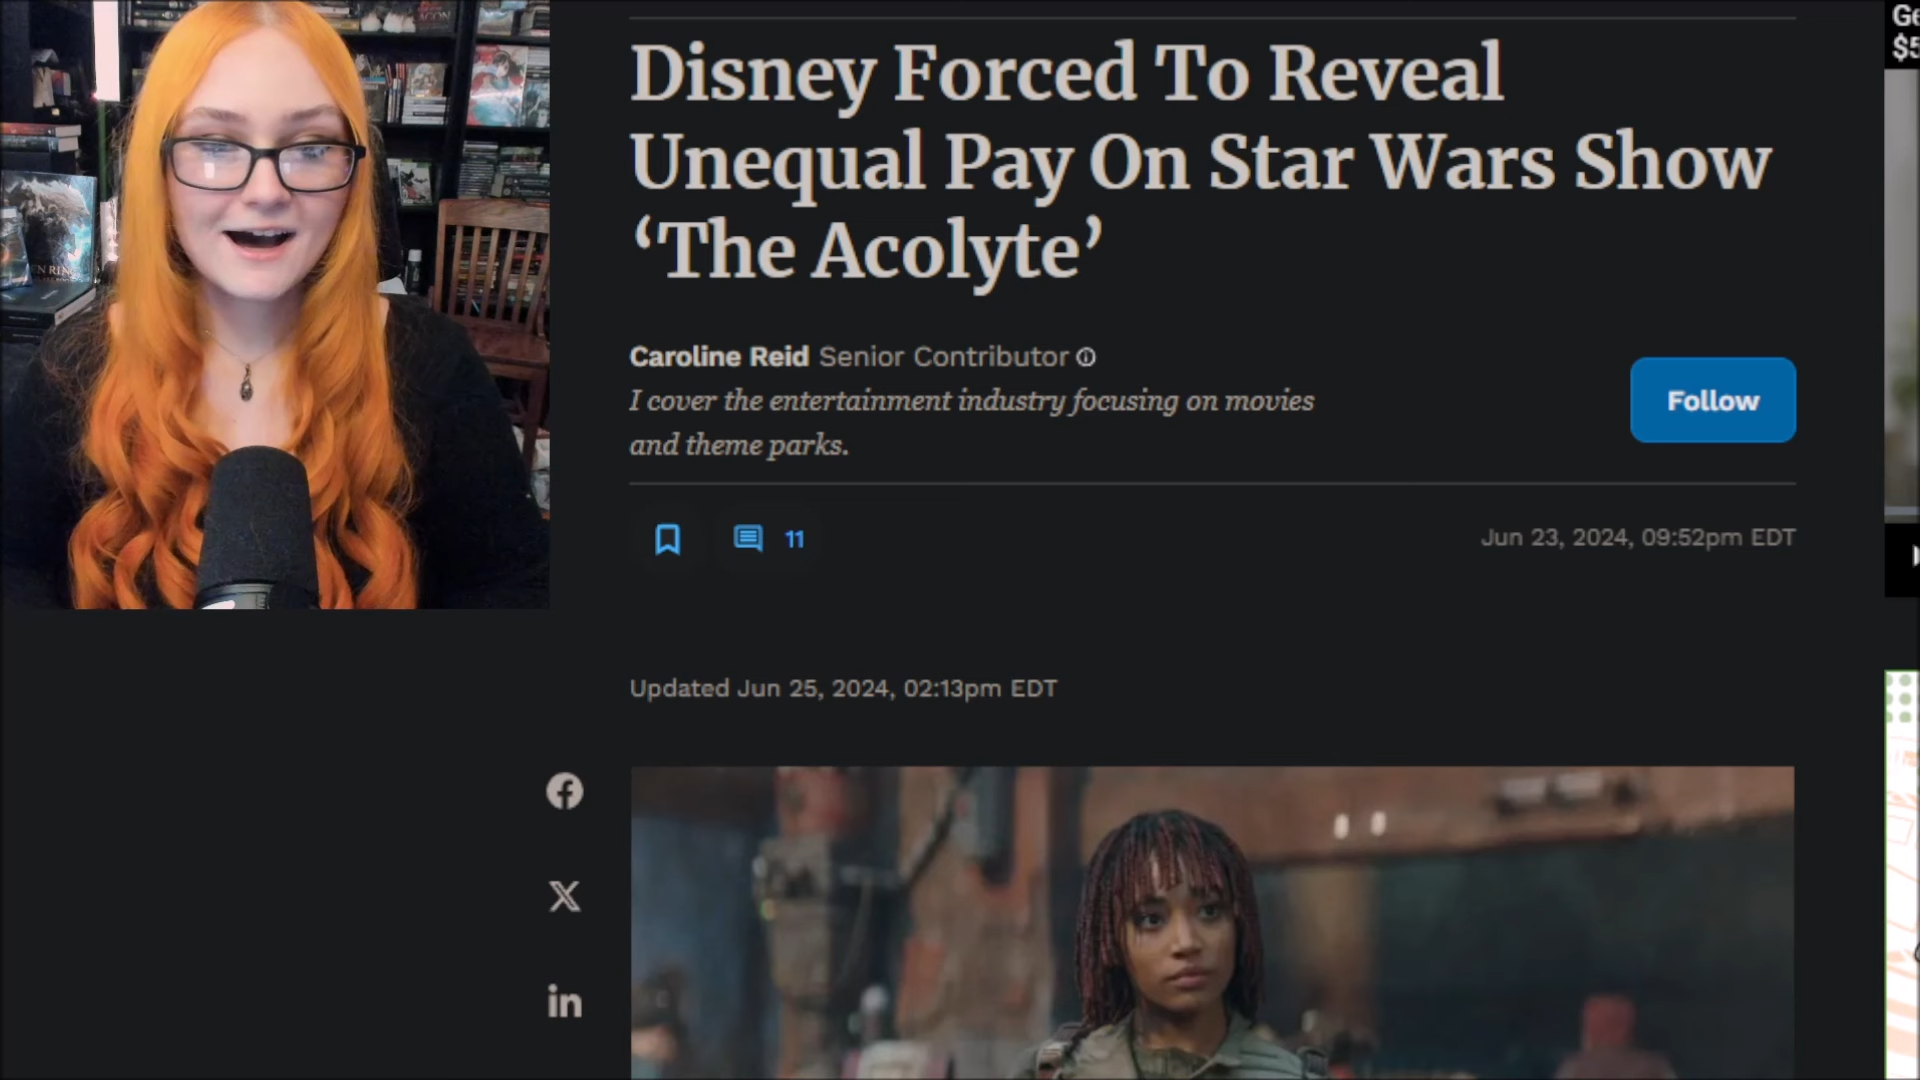 Disney Forced To Reveal
Unequal Pay On Star Wars Show
‘The Acolyte’
Caroline Reid Senior Contributor
I cover the entertainment industry focusing on movies
and theme parks.
Follow
11
Jun 23, 2024, 09:52pm EDT
Updated Jun 25, 2024, 02:13pm EDT